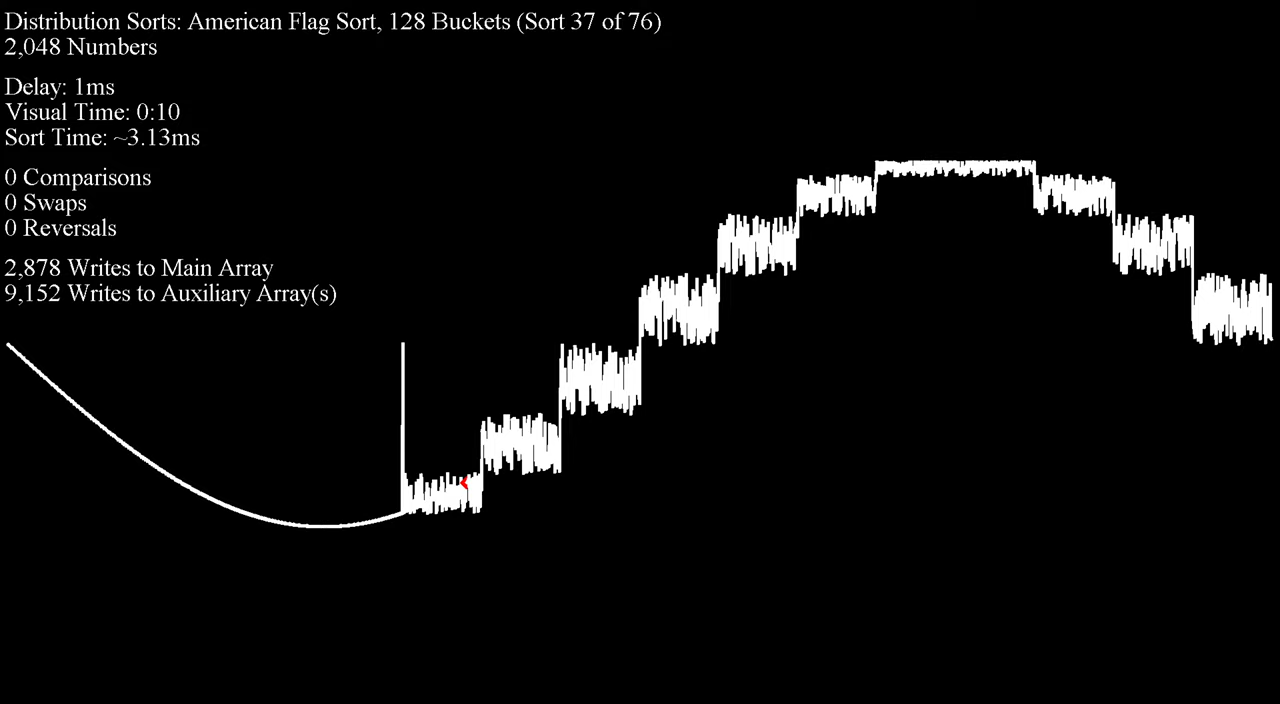 Distribution Sorts: American Flag Sort, 128 Buckets (Sort 37 of 76)
2,048 Numbers
Delay: 1ms
Visual Time: 0:10
Sort Time: ~3.13ms
0 Comparisons
0 Swaps
0 Reversals
2,878 Writes to Main Array
9,152 Writes to Auxiliary Array(s)